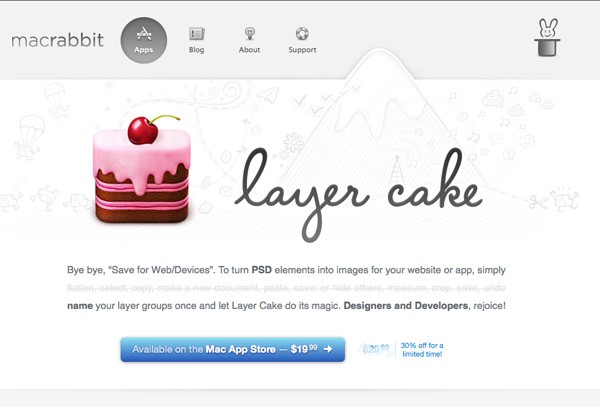 macrabbit
Apps
Blog
About
Support
layer cake
Bye bye, "Save for Web/Devices". To turn PSD elements into images for your website or app, simply
flatten, select, copy, make a new document, paste, save, or hide others, measure, crop, save, undo
name your layer groups once and let Layer Cake do its magic. Designers and Developers, rejoice!
Available on the Mac App Store — $19.99 →
30% off for a
limited time!